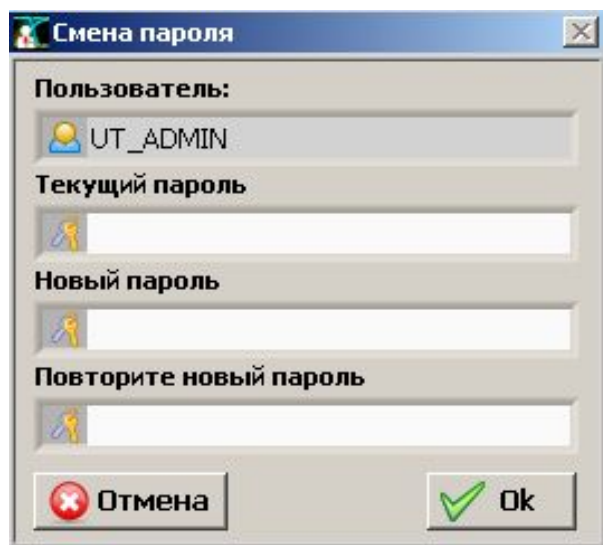 Смена пароля
Пользователь:
UT_ADMIN
Текущий пароль
Новый пароль
Повторите новый пароль
Отмена Ok